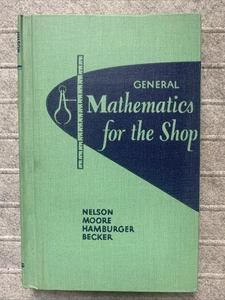 GENERAL
Mathematics
for the Shop
NELSON
MOORE
HAMBURGER
BECKER